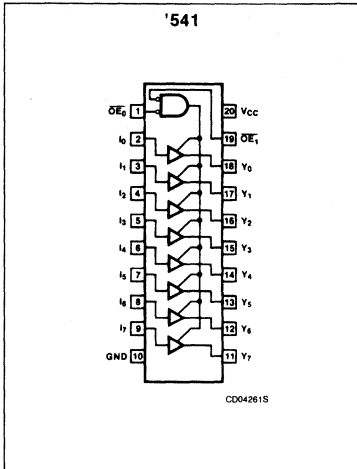 '541
OE₀ 1
20 VCC
I₀ 2
19 OE₁
I₁ 3
18 Y₀
I₂ 4
17 Y₁
I₃ 5
16 Y₂
I₄ 6
15 Y₃
I₅ 7
14 Y₄
I₆ 8
13 Y₅
I₇ 9
12 Y₆
GND 10
11 Y₇
CD04261S